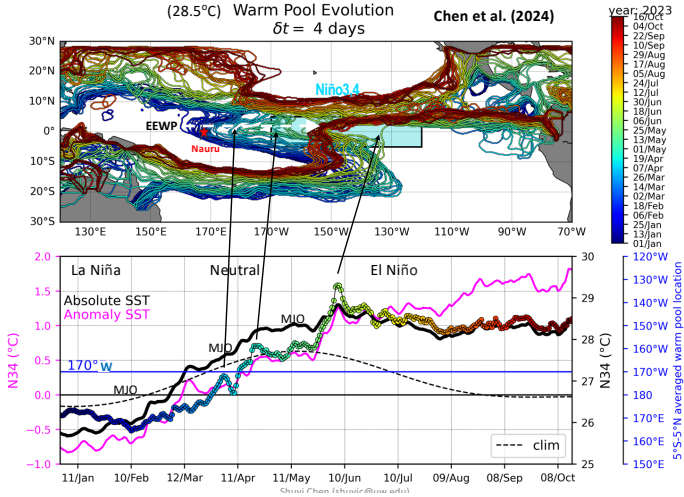 (28.5°C) Warm Pool Evolution
δt = 4 days
Chen et al. (2024)
year: 2023
30°N
20°N
10°N
0°
10°S
20°S
30°S
130°E
150°E
170°E
170°W
150°W
130°W
110°W
90°W
70°W
Niño3.4
EEWP
Nauru
16/Oct
04/Oct
22/Sep
10/Sep
29/Aug
17/Aug
05/Aug
24/Jul
12/Jul
30/Jun
18/Jun
06/Jun
25/May
13/May
01/May
19/Apr
07/Apr
26/Mar
14/Mar
02/Mar
18/Feb
06/Feb
25/Jan
13/Jan
01/Jan
La Niña
Neutral
El Niño
Absolute SST
Anomaly SST
MJO
MJO
MJO
170°W
clim
N34 (°C)
2.0
1.5
1.0
0.5
0.0
−0.5
−1.0
30
29
28
27
26
25
N34 (°C)
120°W
130°W
140°W
150°W
160°W
170°W
180
170°E
160°E
150°E
5°S-5°N averaged warm pool location
11/Jan
10/Feb
12/Mar
11/Apr
11/May
10/Jun
10/Jul
09/Aug
08/Sep
08/Oct
Shuyi Chen (shuyic@uw.edu)